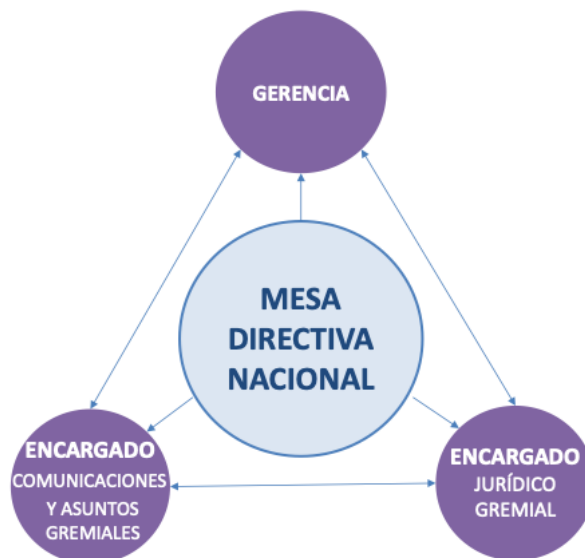 GERENCIA
MESA
DIRECTIVA
NACIONAL
ENCARGADO
COMUNICACIONES
Y ASUNTOS
GREMIALES
ENCARGADO
JURÍDICO
GREMIAL